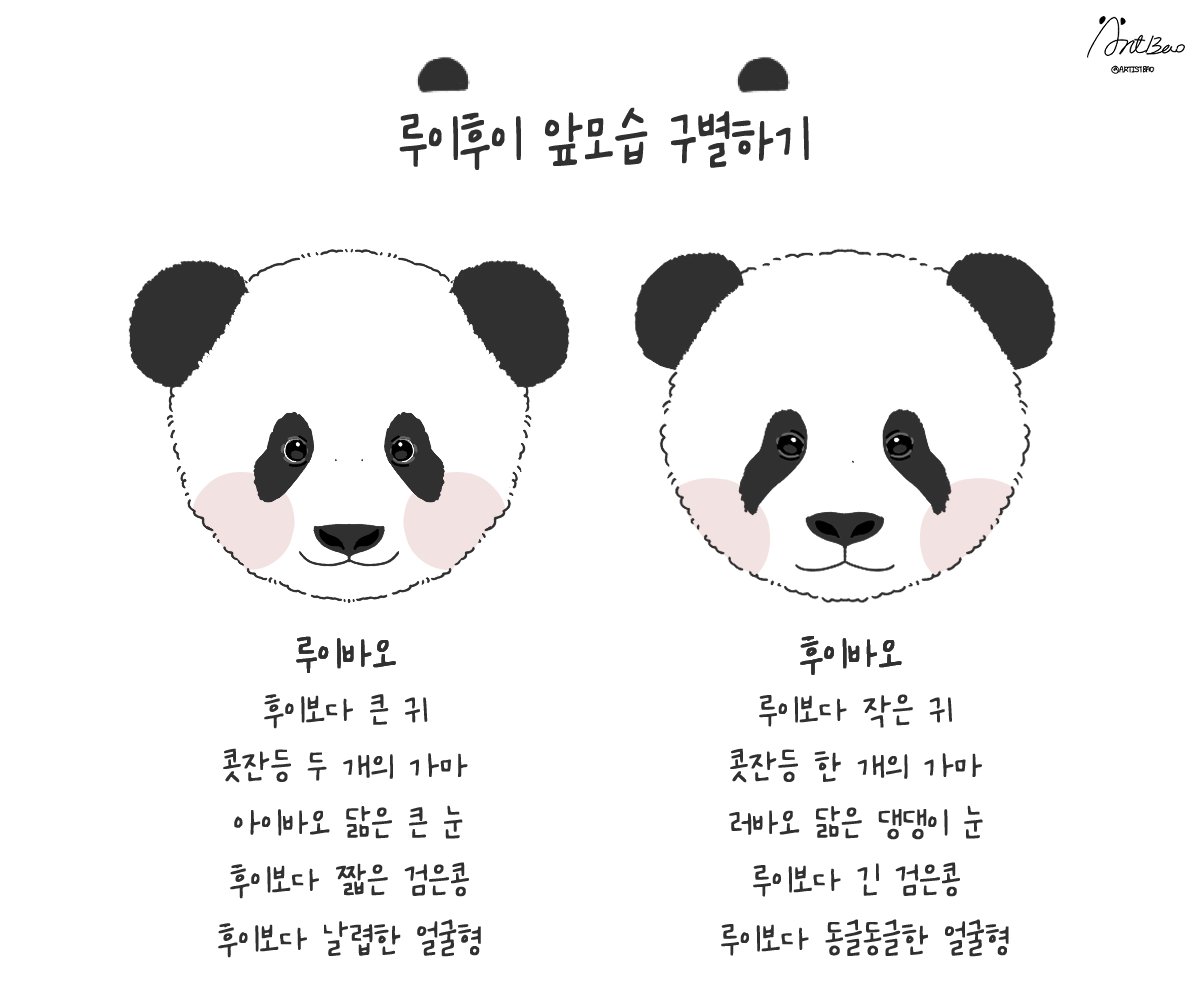 ArtBao
@ARTISTBAO
루이후이 앞모습 구별하기
루이바오
후이보다 큰 귀
콧잔등 두 개의 가마
아이바오 닮은 큰 눈
후이보다 짧은 검은콩
후이보다 날렵한 얼굴형
후이바오
루이보다 작은 귀
콧잔등 한 개의 가마
러바오 닮은 댕댕이 눈
루이보다 긴 검은콩
루이보다 동글동글한 얼굴형